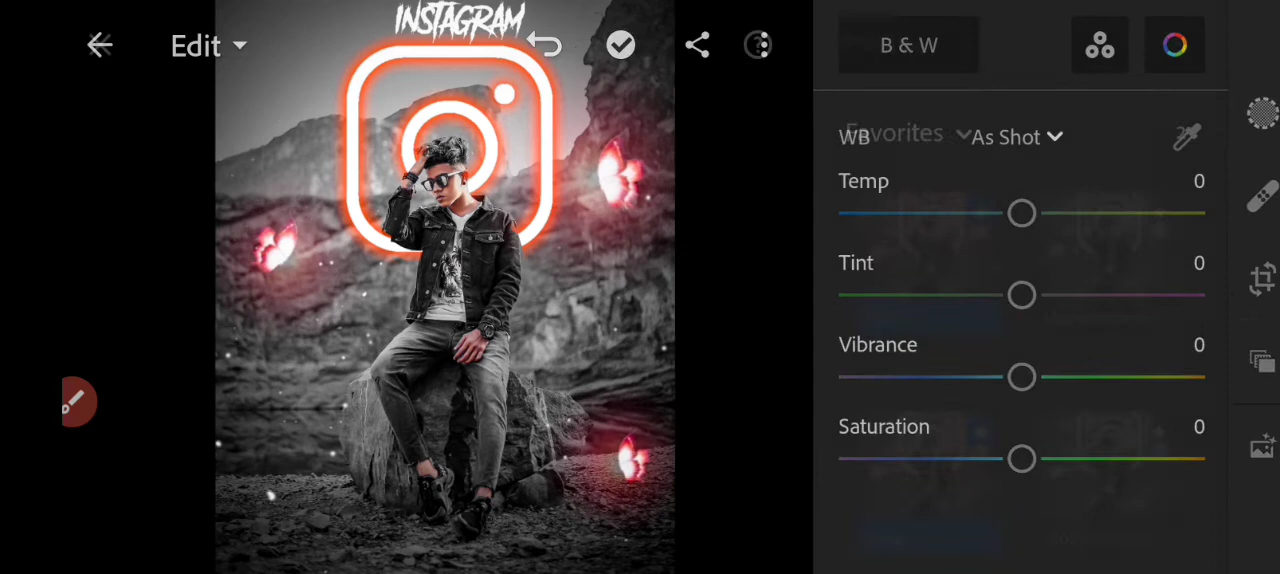 INSTAGRAM
Edit
B & W
Favorites
WB
As Shot
Temp
0
Tint
0
Vibrance
0
Saturation
0